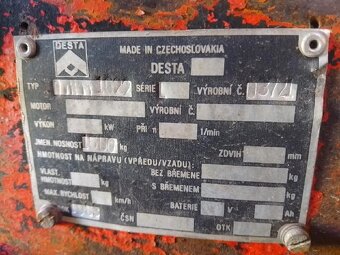 DESTA
MADE IN CZECHOSLOVAKIA
DESTA
TYP SÉRIE VÝROBNÍ Č.
MOTOR VÝROBNÍ Č.
VÝKON kW PŘI n 1/min
JMEN. NOSNOST kg ZDVIH mm
HMOTNOST NA NÁPRAVU (VPŘEDU/VZADU):
BEZ BŘEMENE kg
VLAST. HMOTNOST kg S BŘEMENEM kg
MAX. RYCHLOST km/h BATERIE V Ah
ČSN OTK